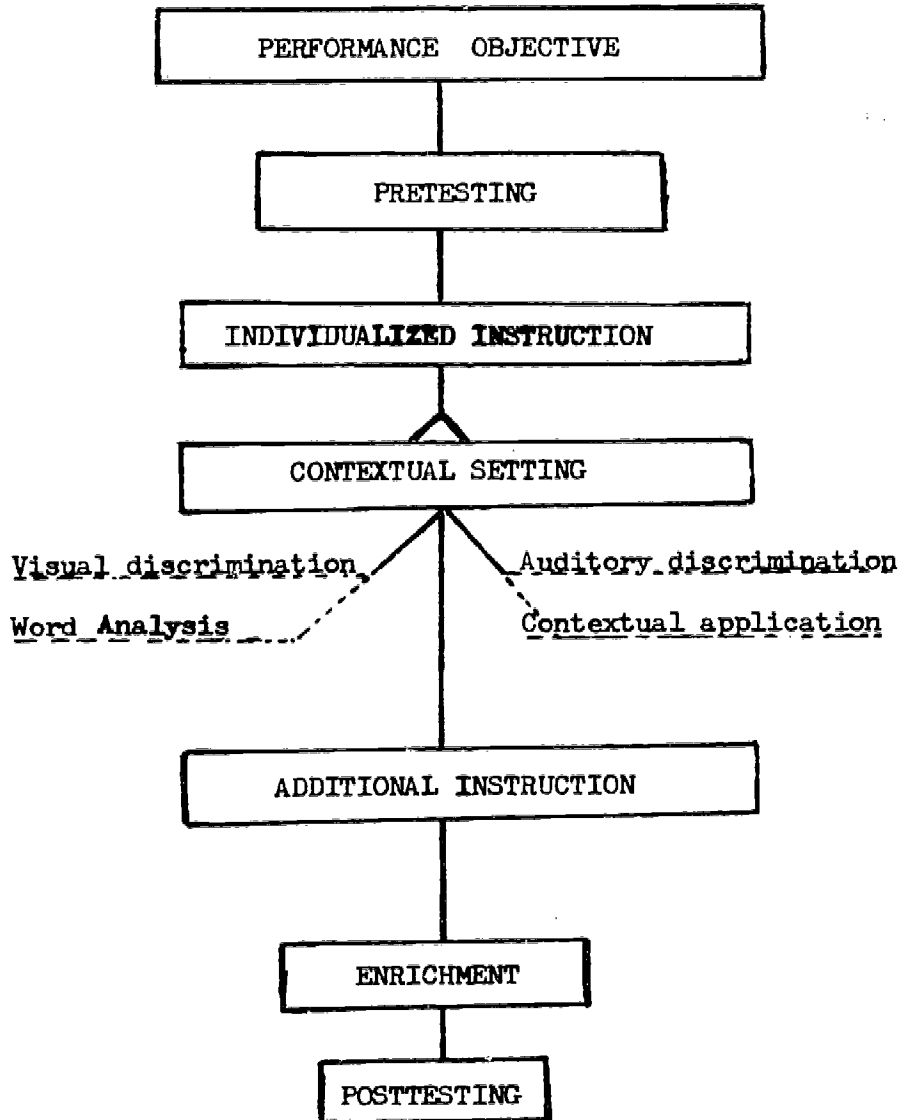 PERFORMANCE OBJECTIVE
PRETESTING
INDIVIDUALIZED INSTRUCTION
CONTEXTUAL SETTING
Visual discrimination
Auditory discrimination
Word Analysis
Contextual application
ADDITIONAL INSTRUCTION
ENRICHMENT
POSTTESTING